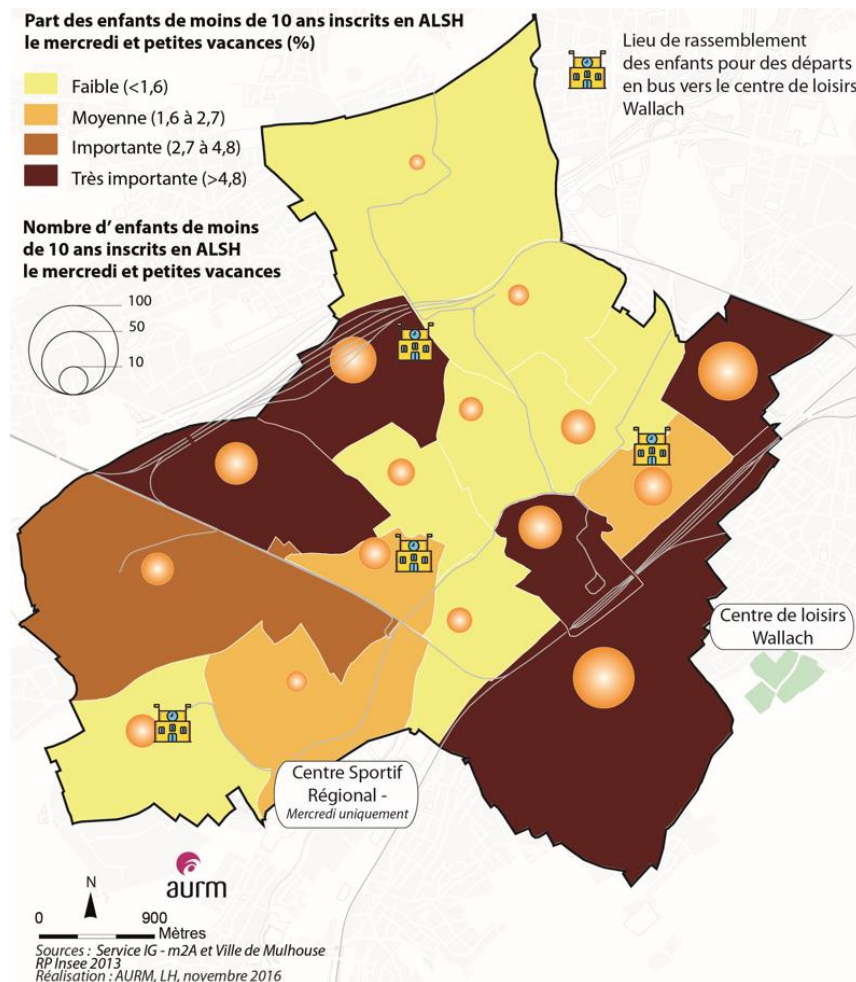 Part des enfants de moins de 10 ans inscrits en ALSH
le mercredi et petites vacances (%)
Faible (<1,6)
Moyenne (1,6 à 2,7)
Importante (2,7 à 4,8)
Très importante (>4,8)
Nombre d' enfants de moins
de 10 ans inscrits en ALSH
le mercredi et petites vacances
100
50
10
Lieu de rassemblement
des enfants pour des départs
en bus vers le centre de loisirs
Wallach
Centre de loisirs
Wallach
Centre Sportif
Régional -
Mercredi uniquement
aurm
N
0 900
Mètres
Sources : Service IG - m2A et Ville de Mulhouse
RP Insee 2013
Réalisation : AURM, LH, novembre 2016